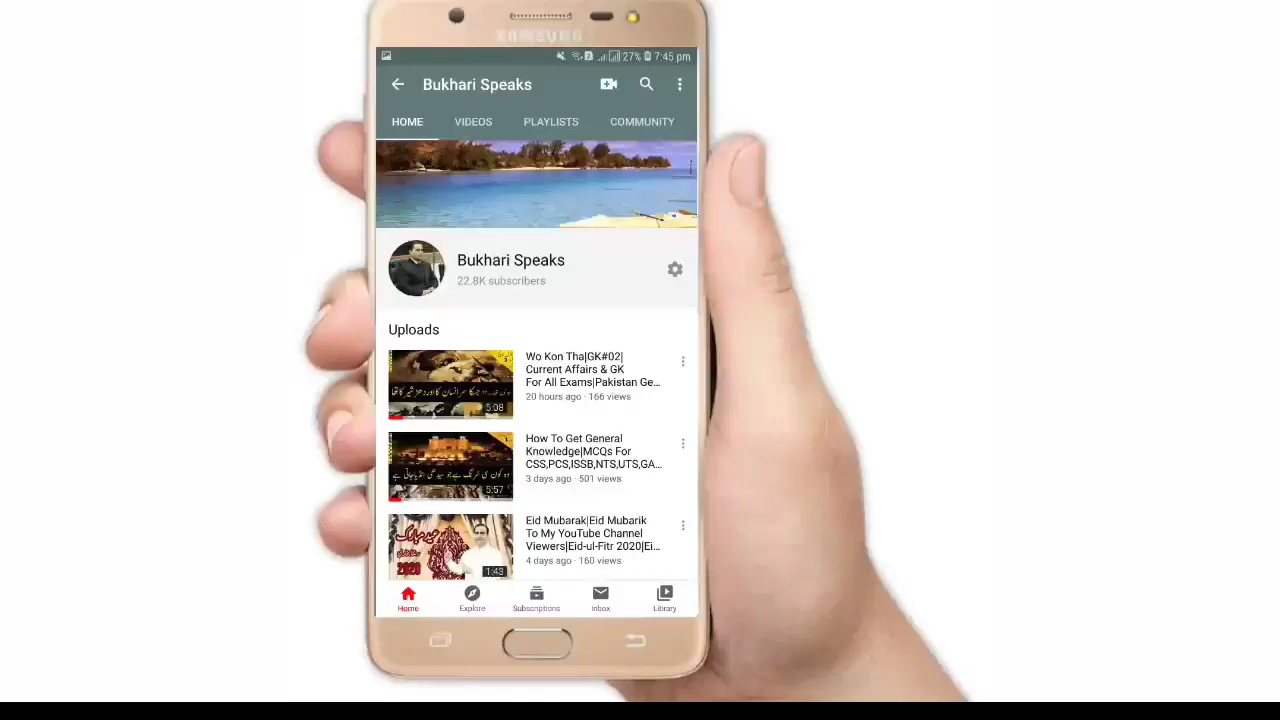 SAMSUNG
27% 7:45 pm
Bukhari Speaks
HOME VIDEOS PLAYLISTS COMMUNITY
Bukhari Speaks
22.8K subscribers
Uploads
Wo Kon Tha|GK#02|
Current Affairs & GK
For All Exams|Pakistan Ge...
20 hours ago · 166 views
5:08
How To Get General
Knowledge|MCQs For
CSS,PCS,ISSB,NTS,UTS,GA...
3 days ago · 501 views
5:57
Eid Mubarak|Eid Mubarik
To My YouTube Channel
Viewers|Eid-ul-Fitr 2020|Ei...
4 days ago · 160 views
عید مبارک
2020
1:43
Home Explore Subscriptions Inbox Library